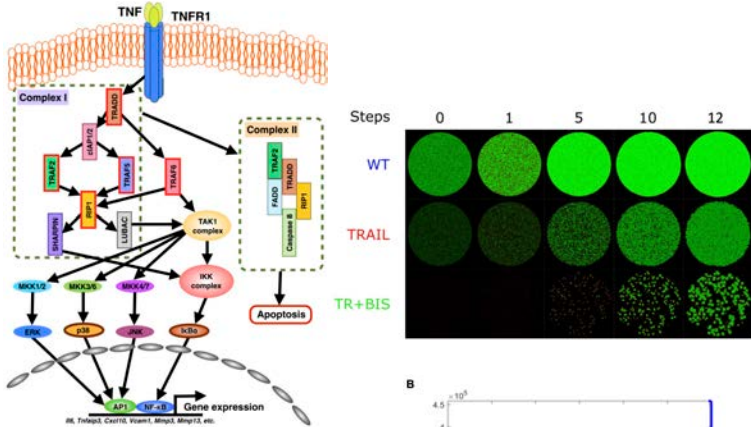 TNF TNFR1
Complex I
TRADD
cIAP1/2
TRAF2
TRAF5
TRAF6
RIP1
SHARPIN
LUBAC
TAK1
complex
IKK
complex
MKK1/2 MKK3/6 MKK4/7
ERK p38 JNK IκBα
AP1 NF-κB
Gene expression
Il6, Tnfaip3, Cxcl10, Vcam1, Mmp3, Mmp13, etc.
Complex II
TRAF2
TRADD
FADD
RIP1
Caspase 8
Apoptosis
Steps 0 1 5 10 12
WT
TRAIL
TR+BIS
B
4.5 x 10⁵